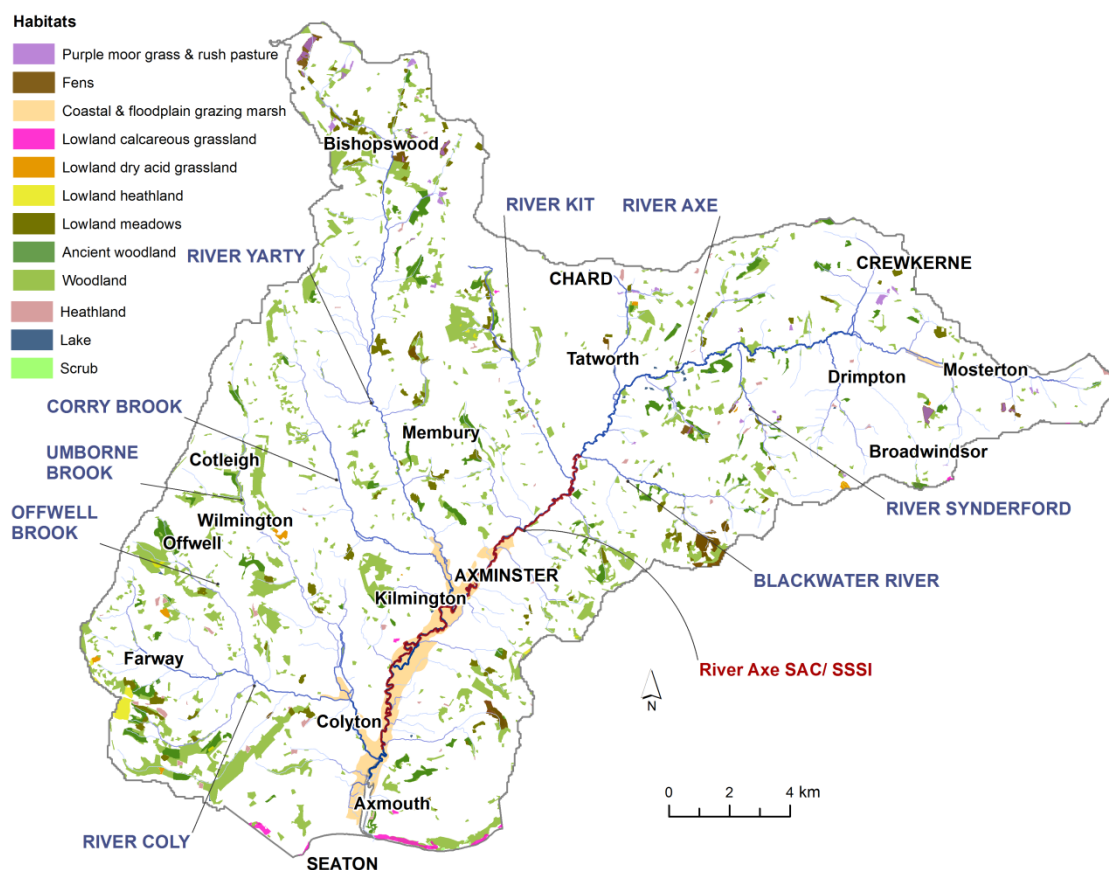 Habitats
Purple moor grass & rush pasture
Fens
Coastal & floodplain grazing marsh
Lowland calcareous grassland
Lowland dry acid grassland
Lowland heathland
Lowland meadows
Ancient woodland
Woodland
Heathland
Lake
Scrub
Bishopswood
RIVER KIT
RIVER AXE
RIVER YARTY
CHARD
CREWKERNE
Tatworth
Drimpton
Mosterton
CORRY BROOK
Membury
UMBORNE
BROOK
Cotleigh
Broadwindsor
OFFWELL
BROOK
Wilmington
Offwell
RIVER SYNDERFORD
AXMINSTER
BLACKWATER RIVER
Kilmington
Farway
River Axe SAC/ SSSI
N
Colyton
Axmouth
0 2 4 km
RIVER COLY
SEATON